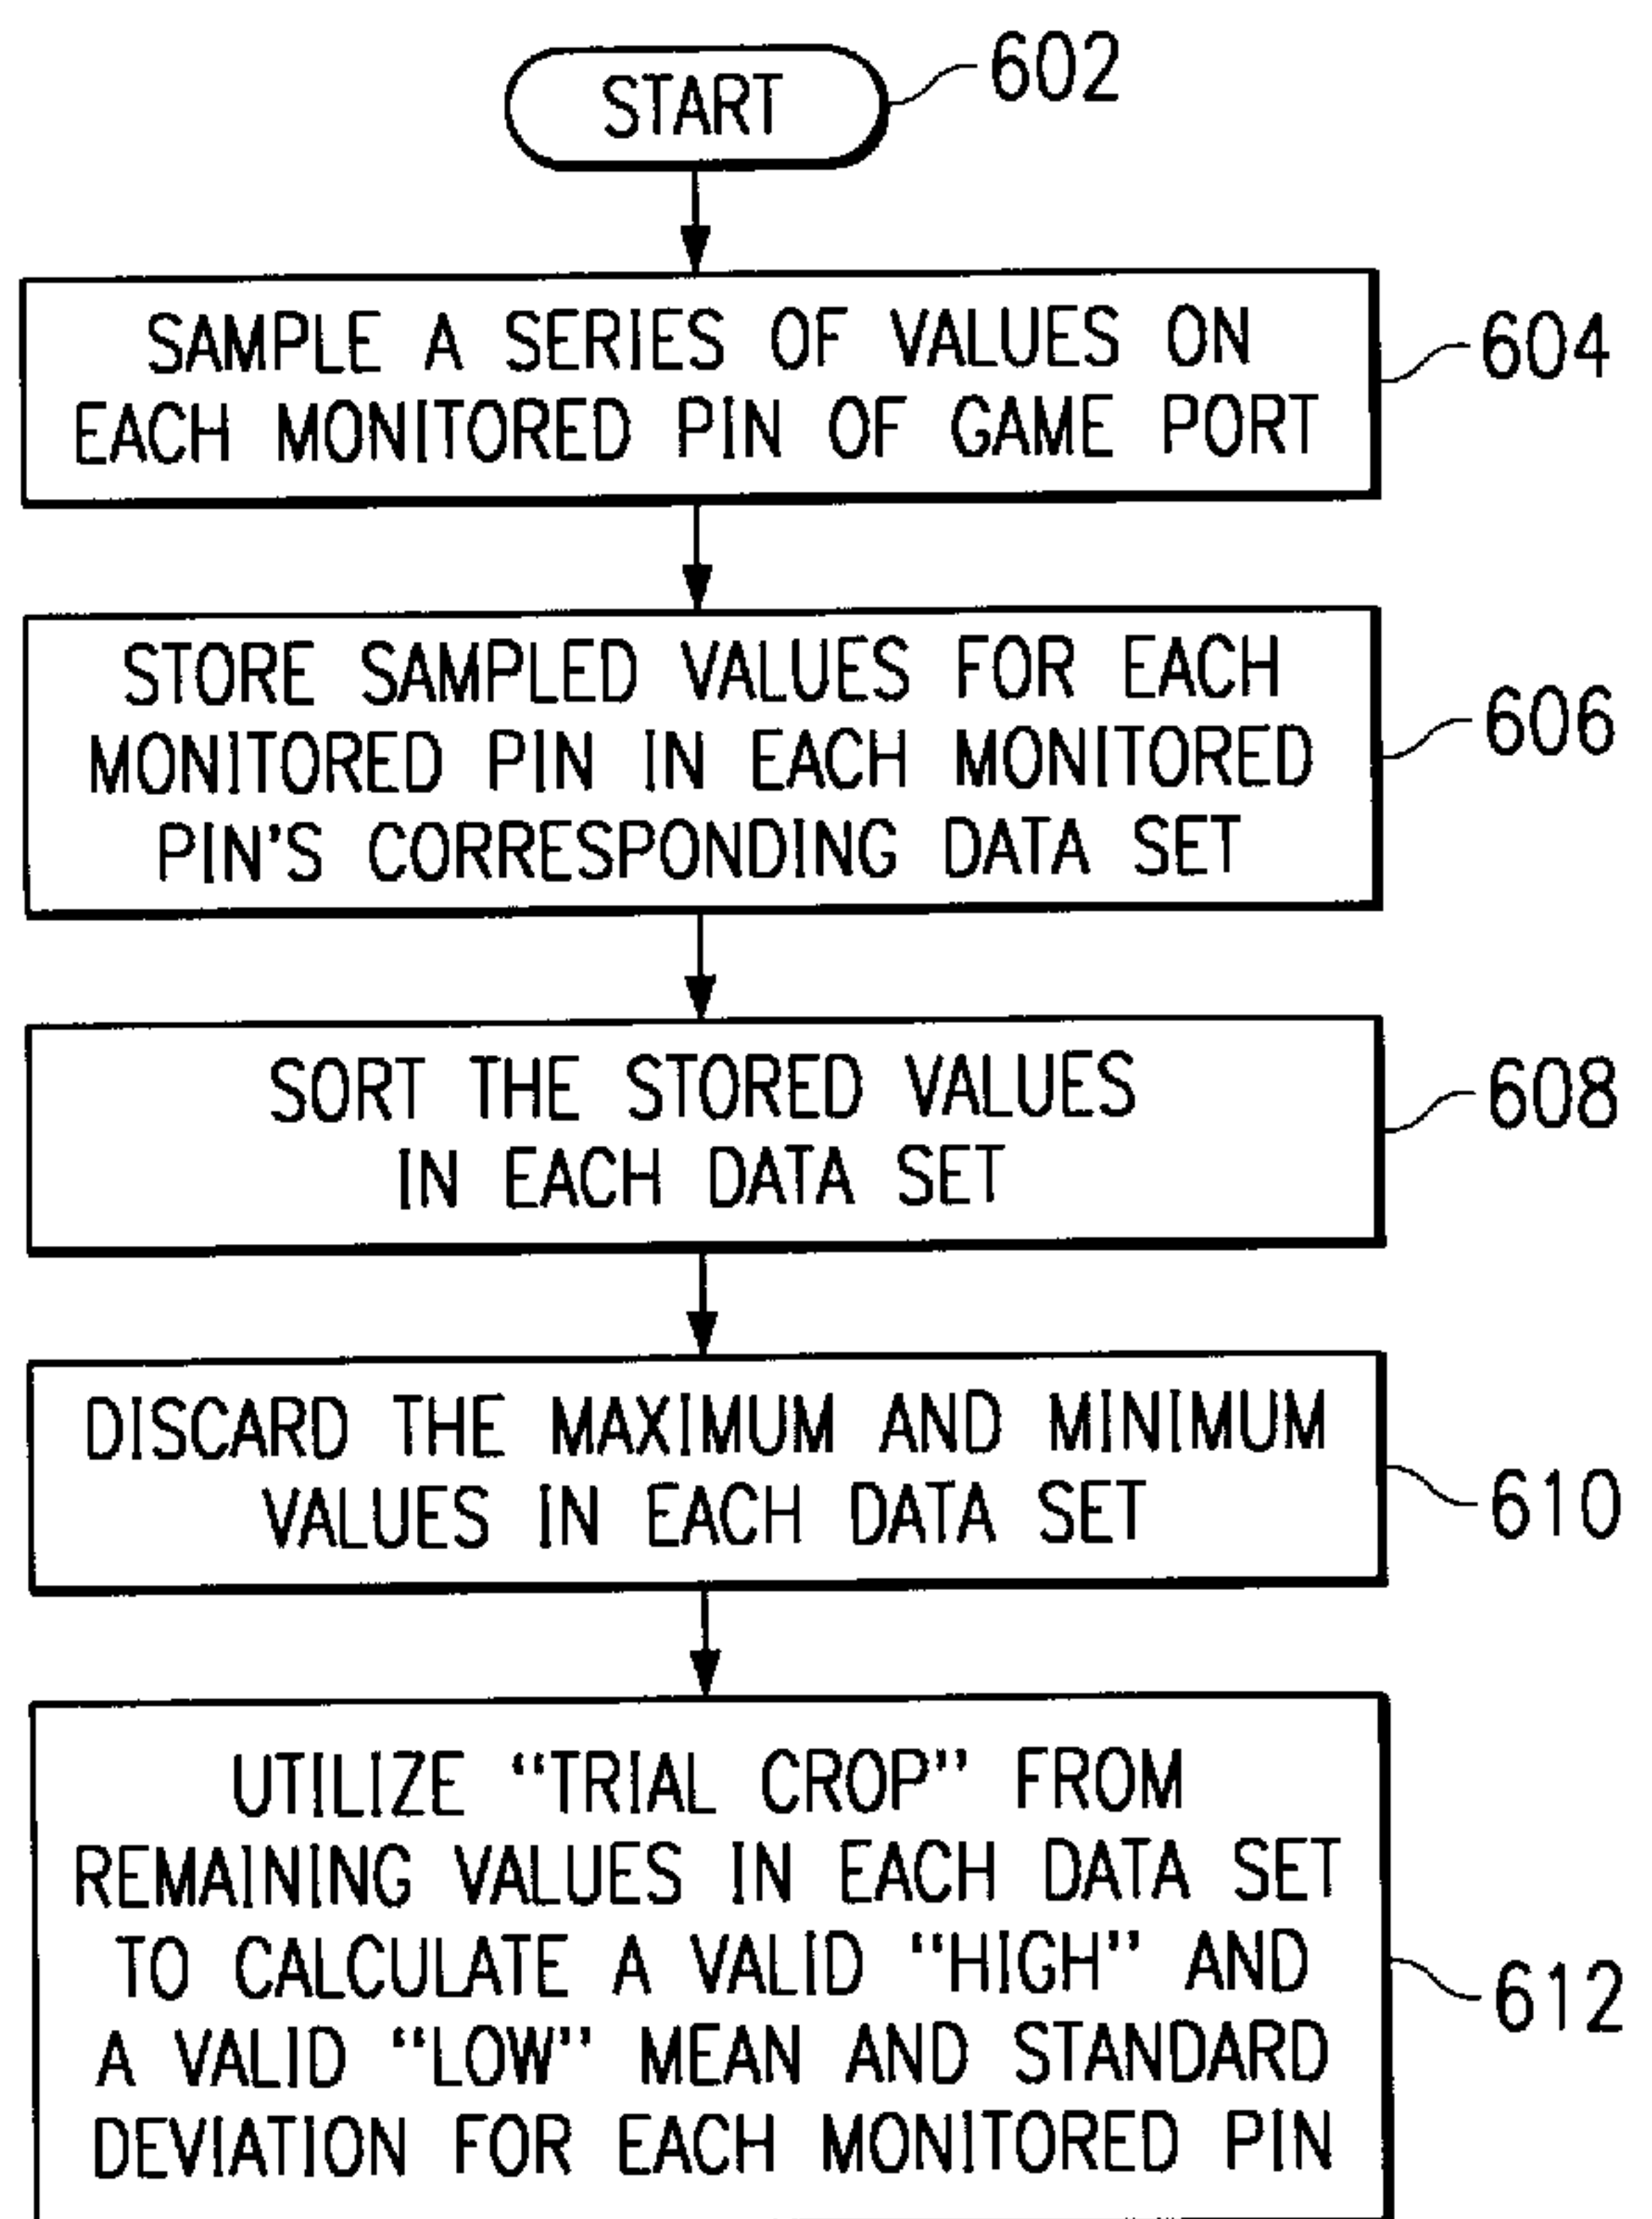 START
602
SAMPLE A SERIES OF VALUES ON
EACH MONITORED PIN OF GAME PORT
604
STORE SAMPLED VALUES FOR EACH
MONITORED PIN IN EACH MONITORED
PIN'S CORRESPONDING DATA SET
606
SORT THE STORED VALUES
IN EACH DATA SET
608
DISCARD THE MAXIMUM AND MINIMUM
VALUES IN EACH DATA SET
610
UTILIZE “TRIAL CROP” FROM
REMAINING VALUES IN EACH DATA SET
TO CALCULATE A VALID “HIGH” AND
A VALID “LOW” MEAN AND STANDARD
DEVIATION FOR EACH MONITORED PIN
612